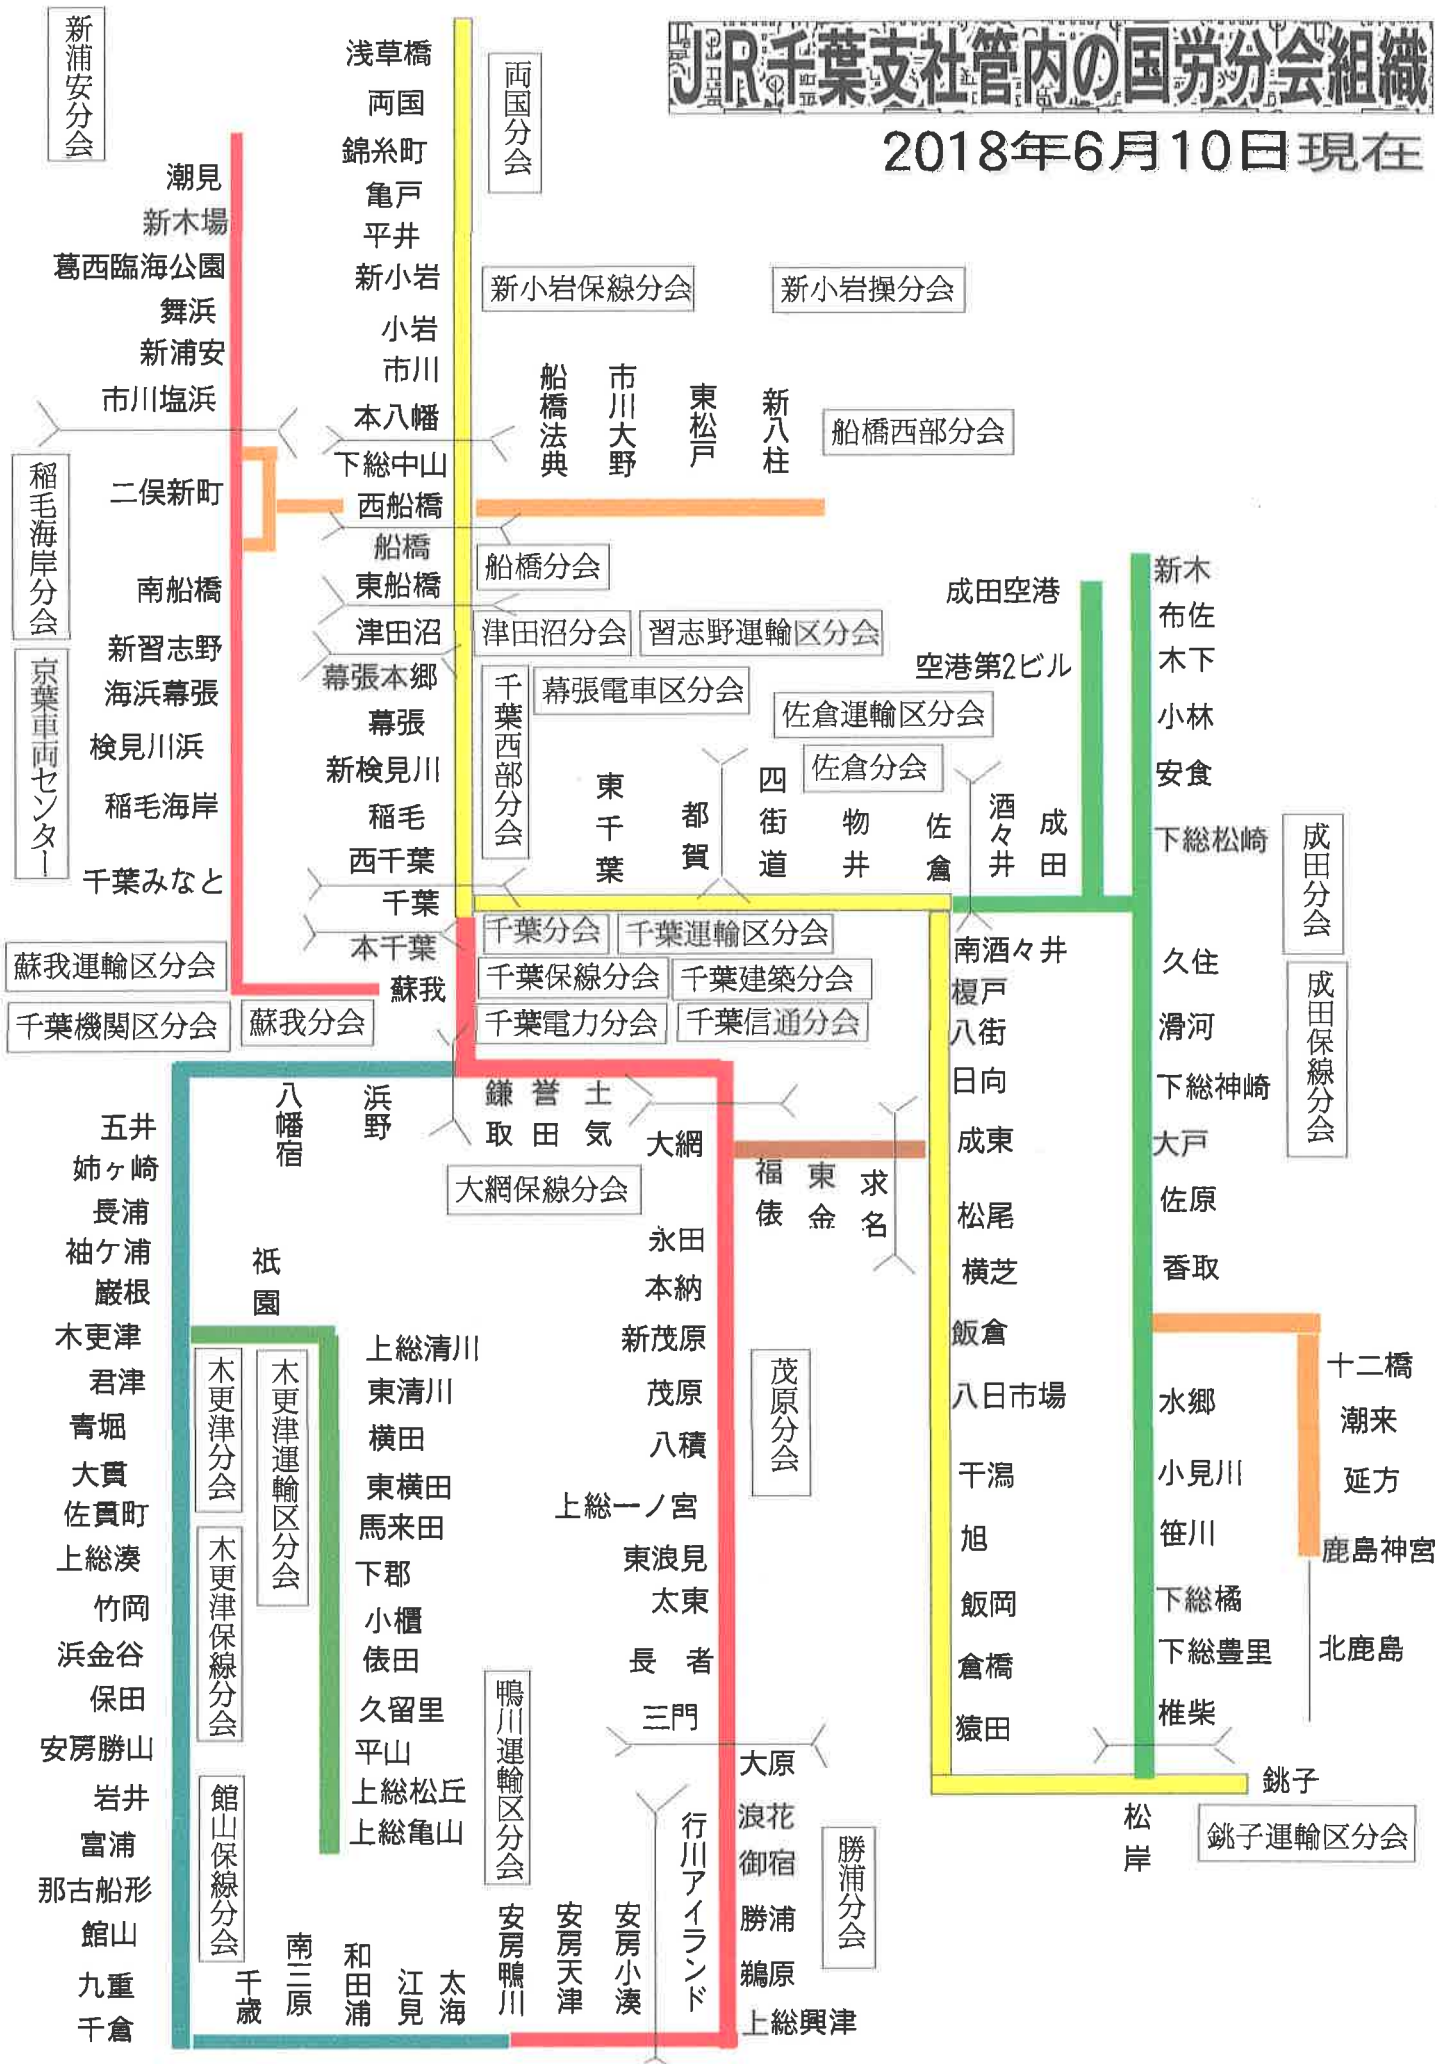 JR千葉支社管内の国労分会組織
2018年6月10日現在
新浦安分会
潮見
新木場
葛西臨海公園
舞浜
新浦安
市川塩浜
二俣新町
南船橋
新習志野
海浜幕張
検見川浜
稲毛海岸
千葉みなと
稲毛海岸分会
京葉車両センター
蘇我運輸区分会
千葉機関区分会
蘇我分会
浅草橋
両国
錦糸町
亀戸
平井
新小岩
小岩
市川
本八幡
下総中山
西船橋
船橋
東船橋
津田沼
幕張本郷
幕張
新検見川
稲毛
西千葉
千葉
本千葉
蘇我
両国分会
新小岩保線分会
新小岩操分会
船橋法典
市川大野
東松戸
新八柱
船橋西部分会
船橋分会
津田沼分会
習志野運輸区分会
千葉西部分会
幕張電車区分会
佐倉運輸区分会
佐倉分会
東千葉
都賀
四街道
物井
佐倉
酒々井
成田
成田空港
空港第2ビル
千葉分会
千葉運輸区分会
千葉保線分会
千葉建築分会
千葉電力分会
千葉信通分会
新木
布佐
木下
小林
安食
下総松崎
久住
滑河
下総神崎
大戸
佐原
香取
水郷
小見川
笹川
下総橘
下総豊里
椎柴
松岸
成田分会
成田保線分会
十二橋
潮来
延方
鹿島神宮
北鹿島
南酒々井
榎戸
八街
日向
成東
松尾
横芝
飯倉
八日市場
干潟
旭
飯岡
倉橋
猿田
銚子
銚子運輸区分会
鎌取
誉田
土気
大網
大網保線分会
福俵
東金
求名
永田
本納
新茂原
茂原
八積
上総一ノ宮
東浪見
太東
長者
三門
大原
浪花
御宿
勝浦
鵜原
上総興津
行川アイランド
安房小湊
安房天津
安房鴨川
茂原分会
勝浦分会
鴨川運輸区分会
浜野
八幡宿
五井
姉ヶ崎
長浦
袖ケ浦
巌根
木更津
君津
青堀
大貫
佐貫町
上総湊
竹岡
浜金谷
保田
安房勝山
岩井
富浦
那古船形
館山
九重
千倉
千歳
南三原
和田浦
江見
太海
祇園
上総清川
東清川
横田
東横田
馬来田
下郡
小櫃
俵田
久留里
平山
上総松丘
上総亀山
木更津分会
木更津運輸区分会
木更津保線分会
館山保線分会